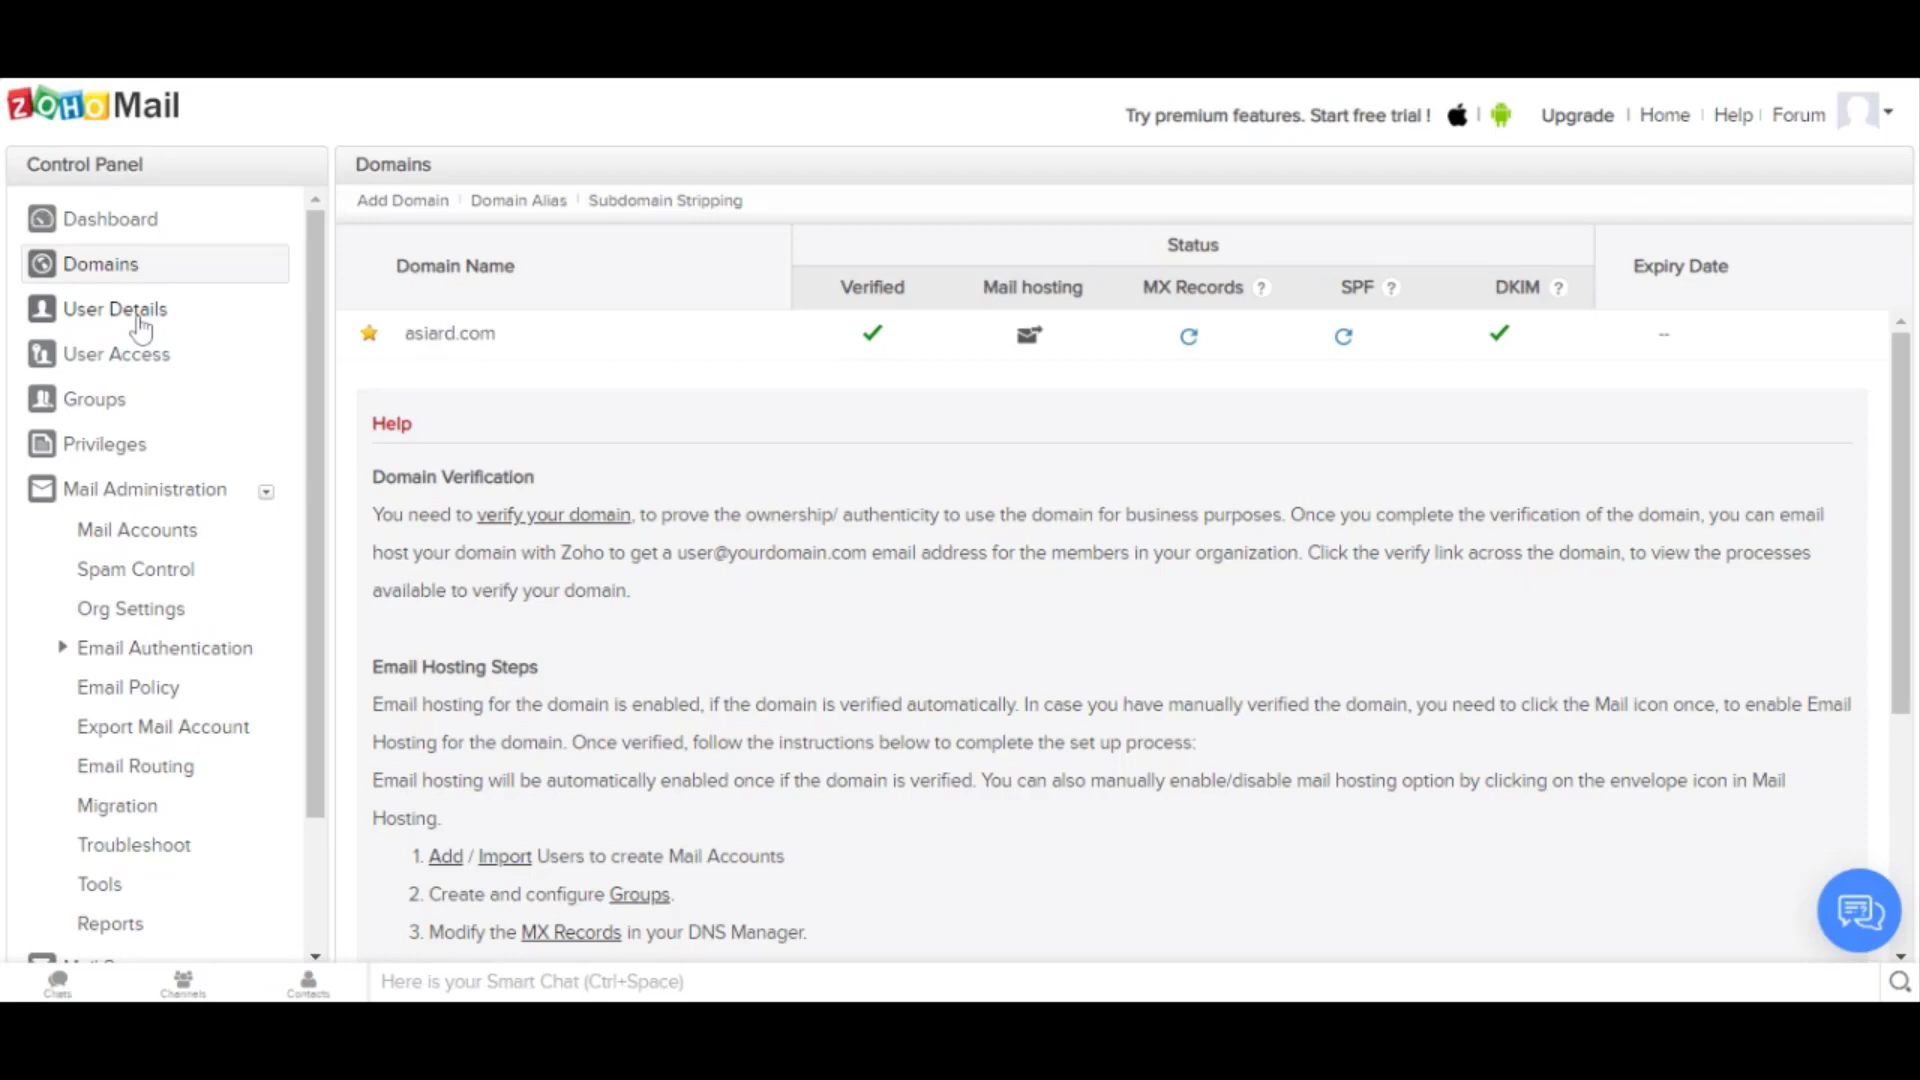 ZOHO Mail
Try premium features. Start free trial ! | Upgrade | Home | Help | Forum
Control Panel
Dashboard
Domains
User Details
User Access
Groups
Privileges
Mail Administration
Mail Accounts
Spam Control
Org Settings
Email Authentication
Email Policy
Export Mail Account
Email Routing
Migration
Troubleshoot
Tools
Reports
Domains
Add Domain | Domain Alias | Subdomain Stripping
Domain Name
Status
Expiry Date
Verified
Mail hosting
MX Records ?
SPF ?
DKIM ?
asiard.com
--
Help
Domain Verification
You need to verify your domain, to prove the ownership/ authenticity to use the domain for business purposes. Once you complete the verification of the domain, you can email
host your domain with Zoho to get a user@yourdomain.com email address for the members in your organization. Click the verify link across the domain, to view the processes
available to verify your domain.
Email Hosting Steps
Email hosting for the domain is enabled, if the domain is verified automatically. In case you have manually verified the domain, you need to click the Mail icon once, to enable Email
Hosting for the domain. Once verified, follow the instructions below to complete the set up process:
Email hosting will be automatically enabled once if the domain is verified. You can also manually enable/disable mail hosting option by clicking on the envelope icon in Mail
Hosting.
1. Add / Import Users to create Mail Accounts
2. Create and configure Groups.
3. Modify the MX Records in your DNS Manager.
Chats
Channels
Contacts
Here is your Smart Chat (Ctrl+Space)